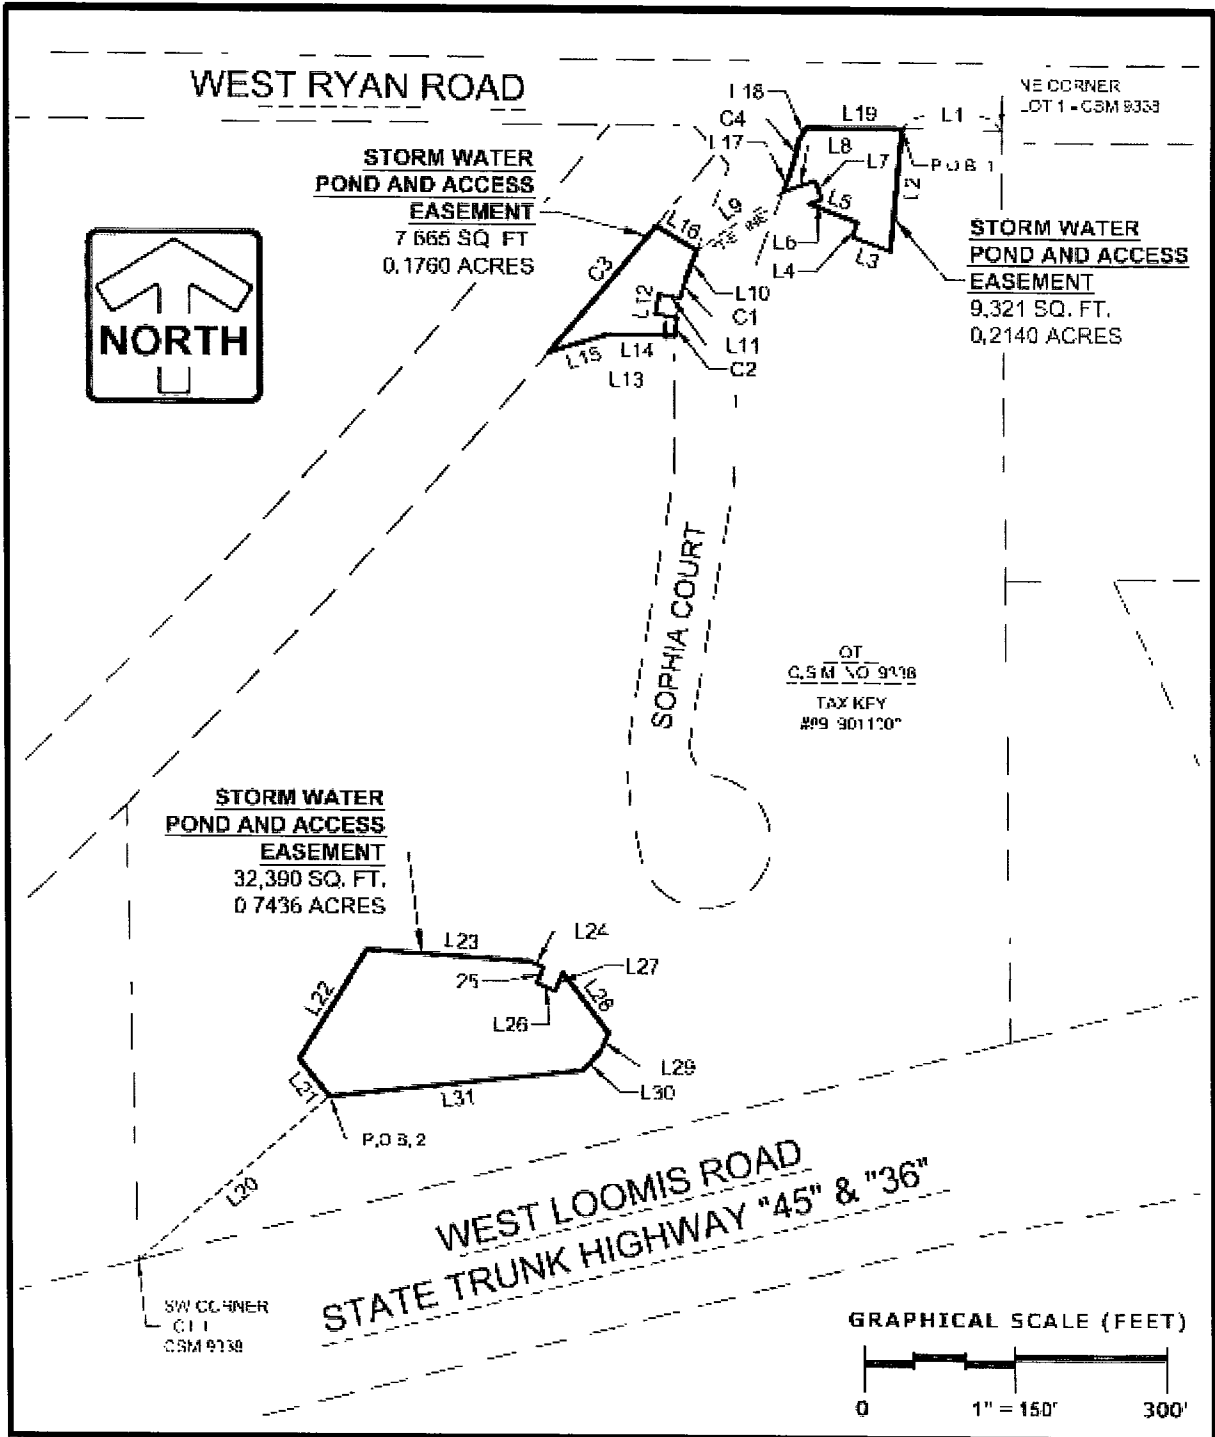 WEST RYAN ROAD
NE CORNER
LOT 1 - CSM 9338
L18
L19
L1
C4
L17
L8
L7
P.O.B. 1
L2
L5
L9
TIE LINE
L6
L4
L3
STORM WATER
POND AND ACCESS
EASEMENT
7,665 SQ. FT.
0.1760 ACRES
L16
C3
L12
L10
C1
L11
C2
L15
L14
L13
STORM WATER
POND AND ACCESS
EASEMENT
9,321 SQ. FT.
0.2140 ACRES
NORTH
SOPHIA COURT
TAX KEY
STORM WATER
POND AND ACCESS
EASEMENT
32,390 SQ. FT.
0.7436 ACRES
L23
L24
25
L27
L28
L26
L22
L29
L30
L21
L31
P.O.B. 2
L20
WEST LOOMIS ROAD
STATE TRUNK HIGHWAY "45" & "36"
SW CORNER
CSM 9338
GRAPHICAL SCALE (FEET)
0 1" = 150' 300'